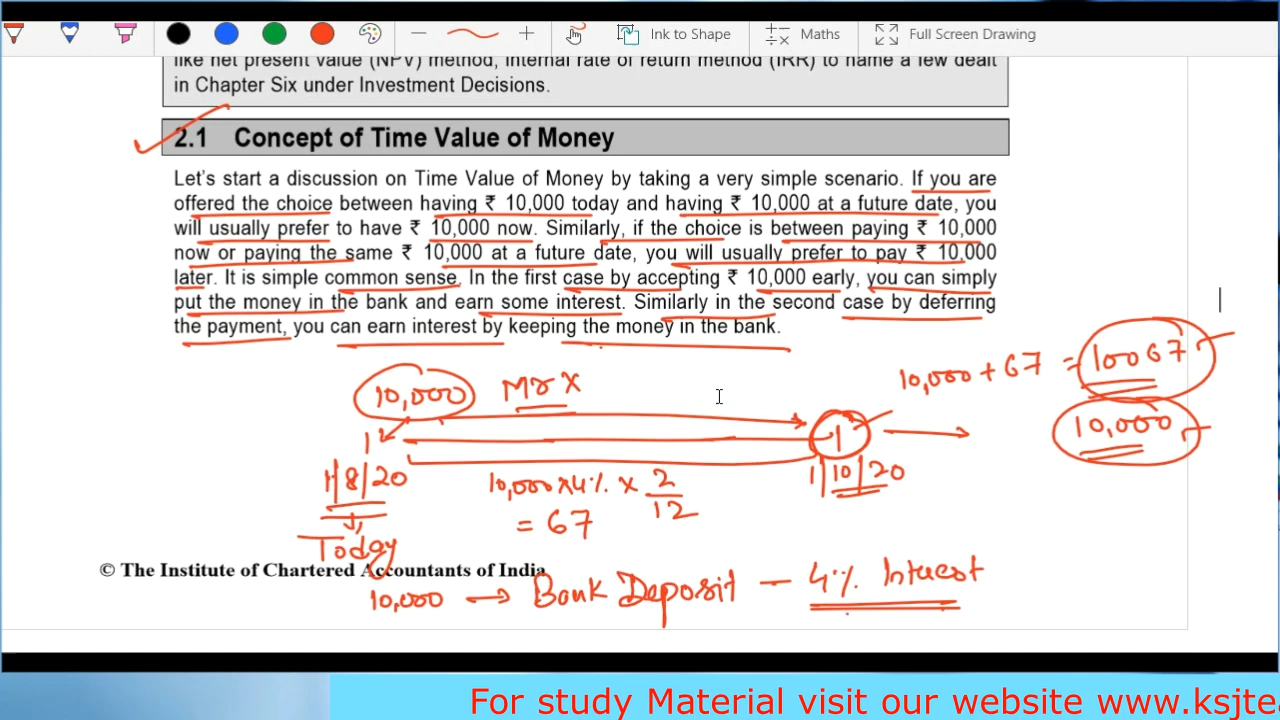 Ink to Shape
Maths
Full Screen Drawing
like net present value (NPV) method, internal rate of return method (IRR) to name a few dealt
in Chapter Six under Investment Decisions.
2.1 Concept of Time Value of Money
Let's start a discussion on Time Value of Money by taking a very simple scenario. If you are
offered the choice between having ₹ 10,000 today and having ₹ 10,000 at a future date, you
will usually prefer to have ₹ 10,000 now. Similarly, if the choice is between paying ₹ 10,000
now or paying the same ₹ 10,000 at a future date, you will usually prefer to pay ₹ 10,000
later. It is simple common sense. In the first case by accepting ₹ 10,000 early, you can simply
put the money in the bank and earn some interest. Similarly in the second case by deferring
the payment, you can earn interest by keeping the money in the bank.
10,000 Mr X
10,000 + 67 = 10067
10,000
1 1
1/8/20 1/10/20
10,000 x 4% x 2/12
= 67
Today
© The Institute of Chartered Accountants of India
10,000 → Bank Deposit – 4% Interest
For study Material visit our website www.ksjtea